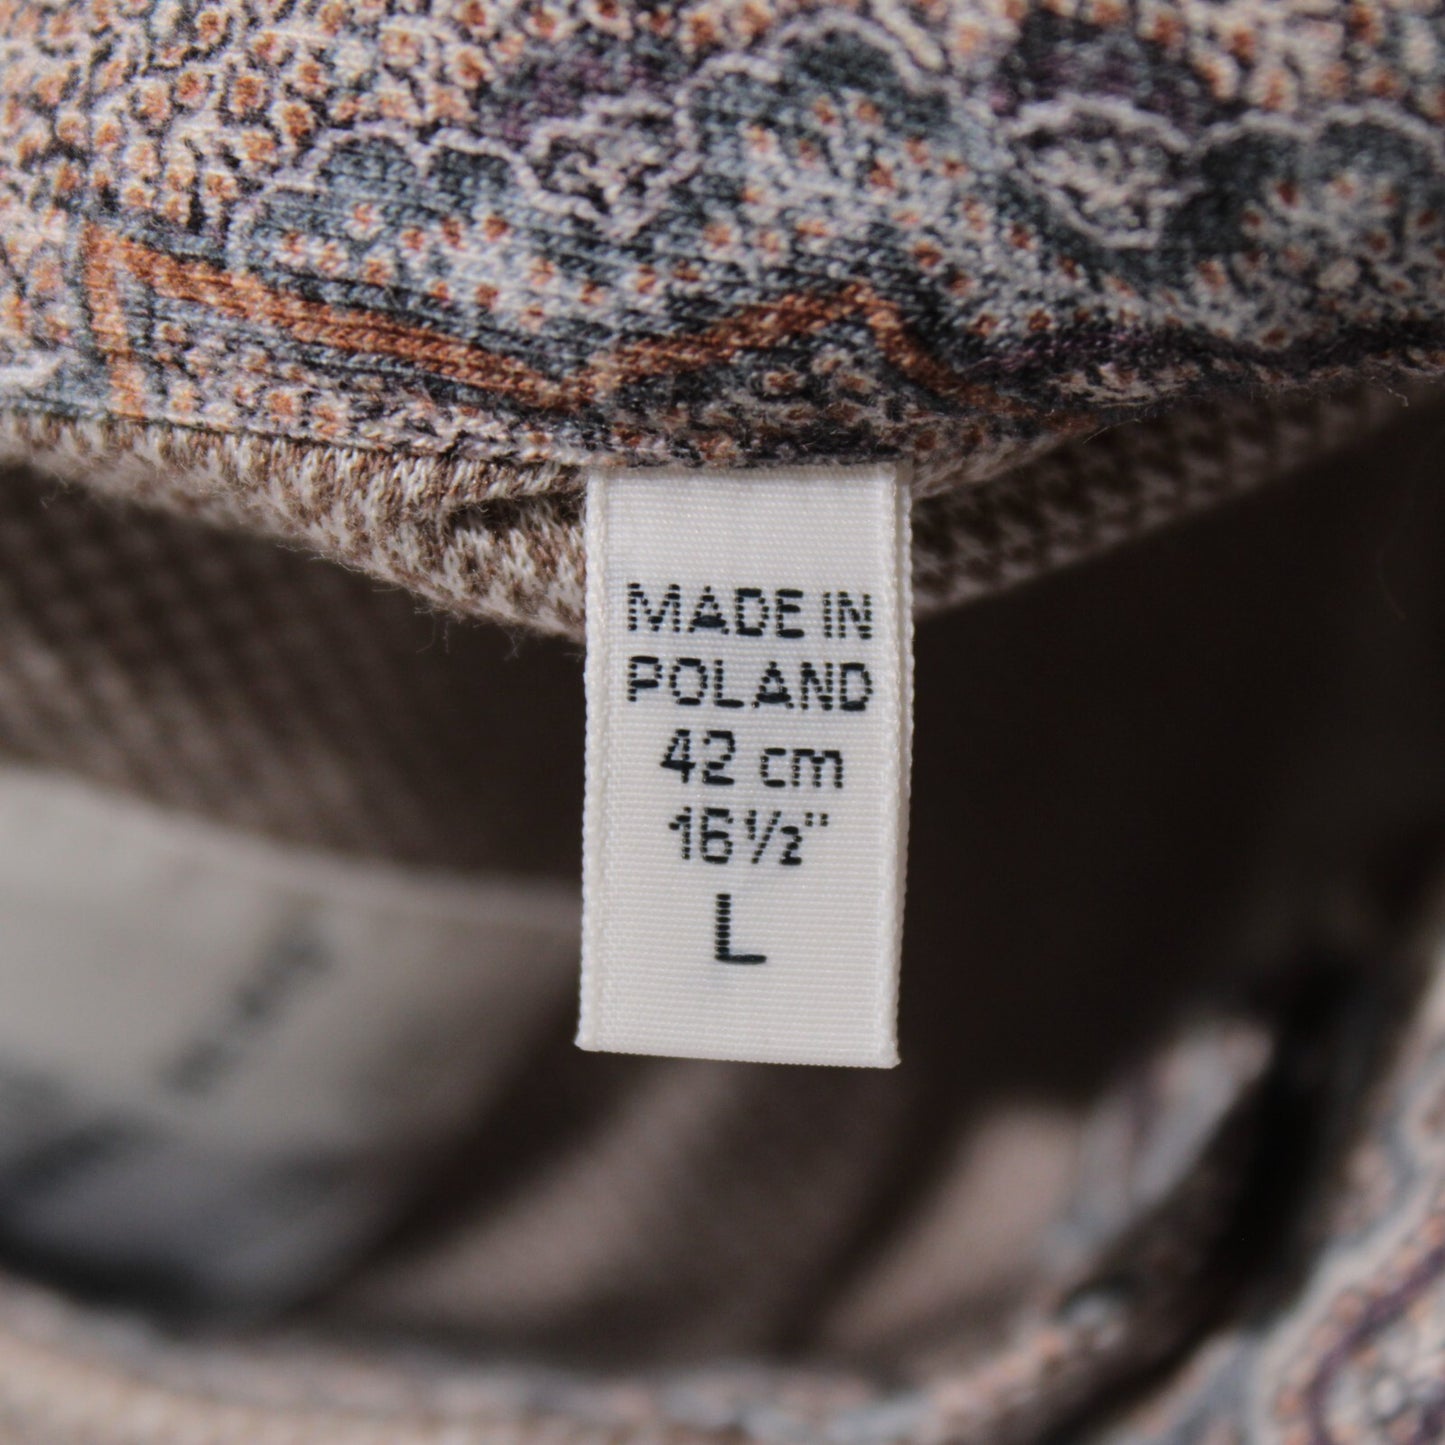 MADE IN
POLAND
42 cm
16½"
L